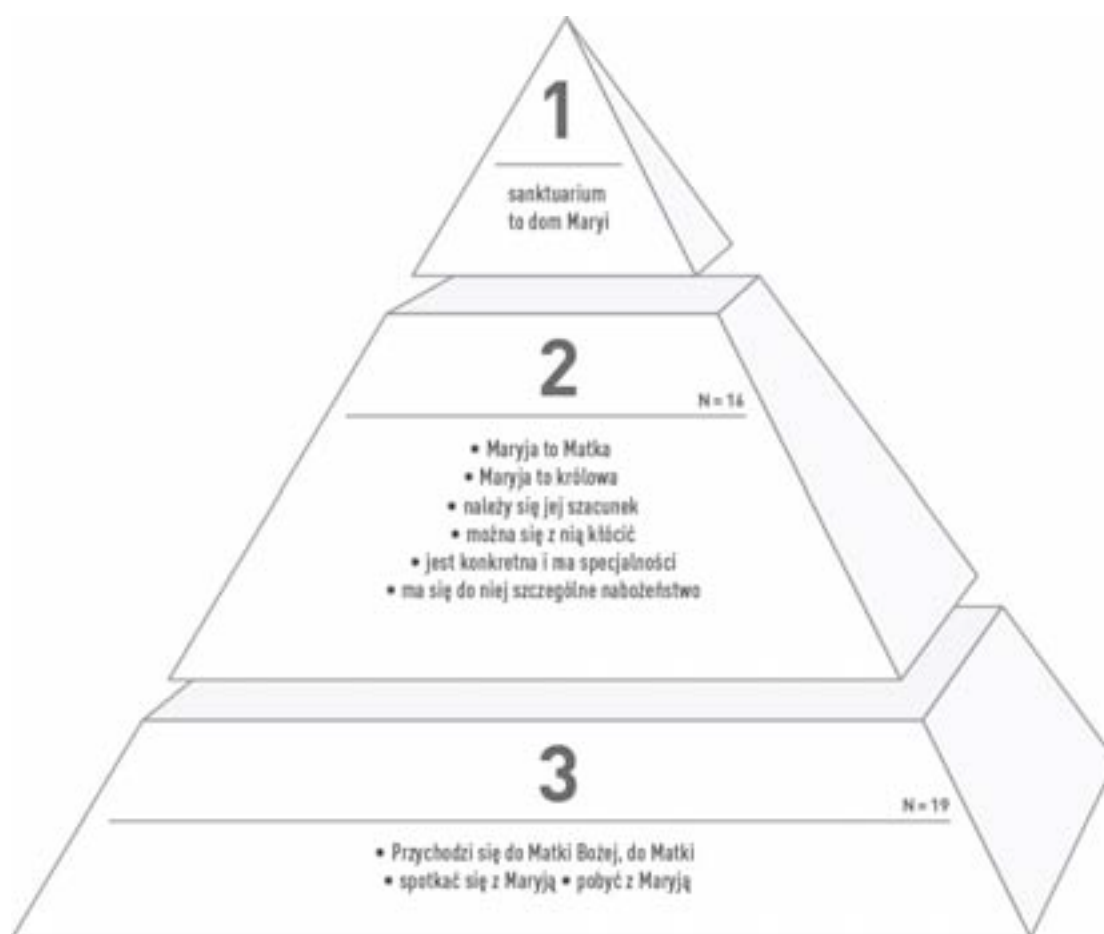 1
sanktuarium
to dom Maryi
2
N = 16
• Maryja to Matka
• Maryja to królowa
• należy się jej szacunek
• można się z nią kłócić
• jest konkretna i ma specjalności
• ma się do niej szczególne nabożeństwo
3
N = 19
• Przychodzi się do Matki Bożej, do Matki
• spotkać się z Maryją • pobyć z Maryją